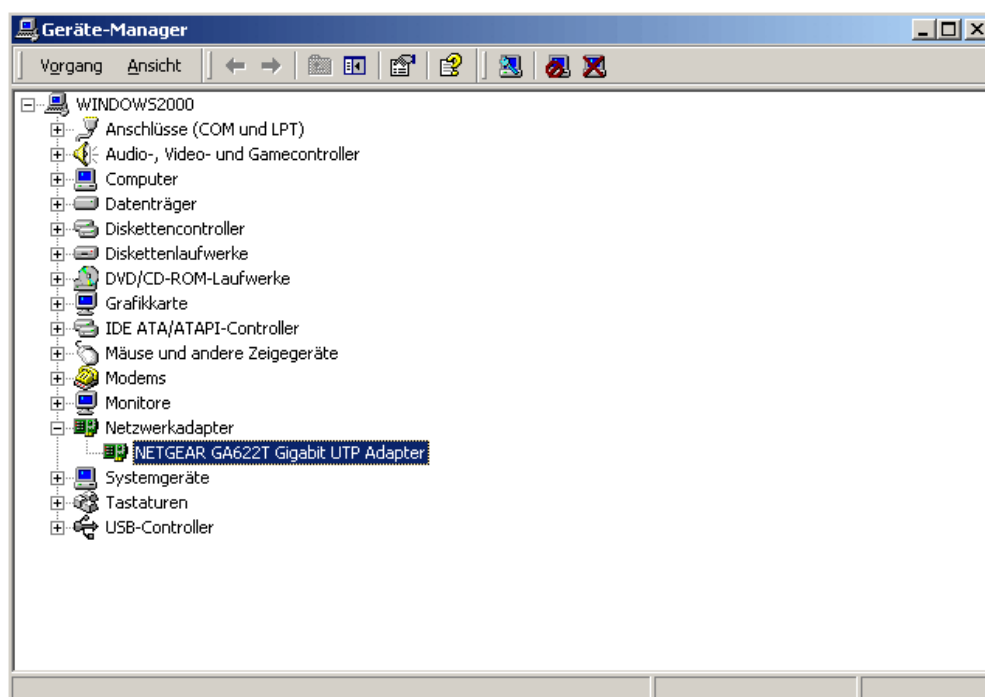 Geräte-Manager
Vorgang Ansicht
WINDOWS2000
Anschlüsse (COM und LPT)
Audio-, Video- und Gamecontroller
Computer
Datenträger
Diskettencontroller
Diskettenlaufwerke
DVD/CD-ROM-Laufwerke
Grafikkarte
IDE ATA/ATAPI-Controller
Mäuse und andere Zeigegeräte
Modems
Monitore
Netzwerkadapter
NETGEAR GA622T Gigabit UTP Adapter
Systemgeräte
Tastaturen
USB-Controller